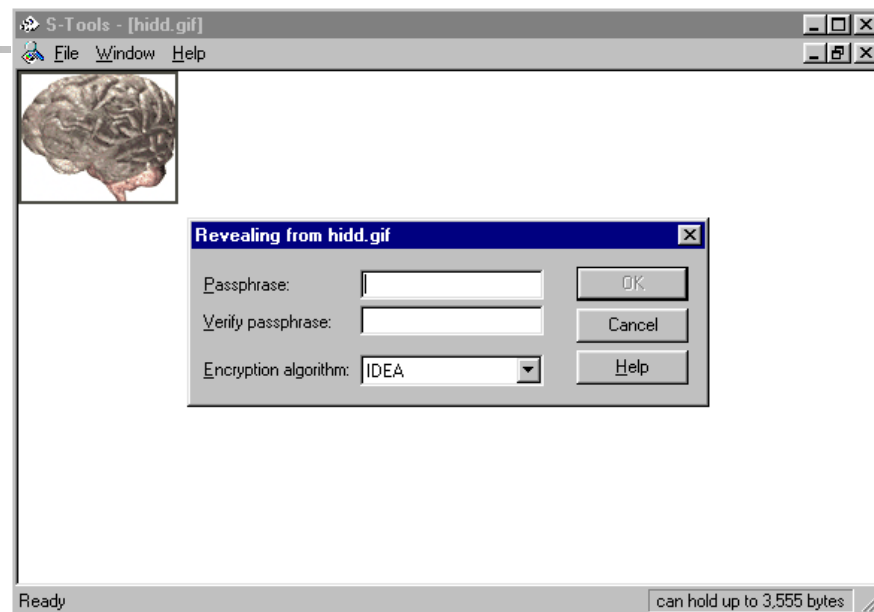 S-Tools - [hidd.gif]
File Window Help
Revealing from hidd.gif
Passphrase:
OK
Verify passphrase:
Cancel
Encryption algorithm: IDEA
Help
Ready
can hold up to 3,555 bytes